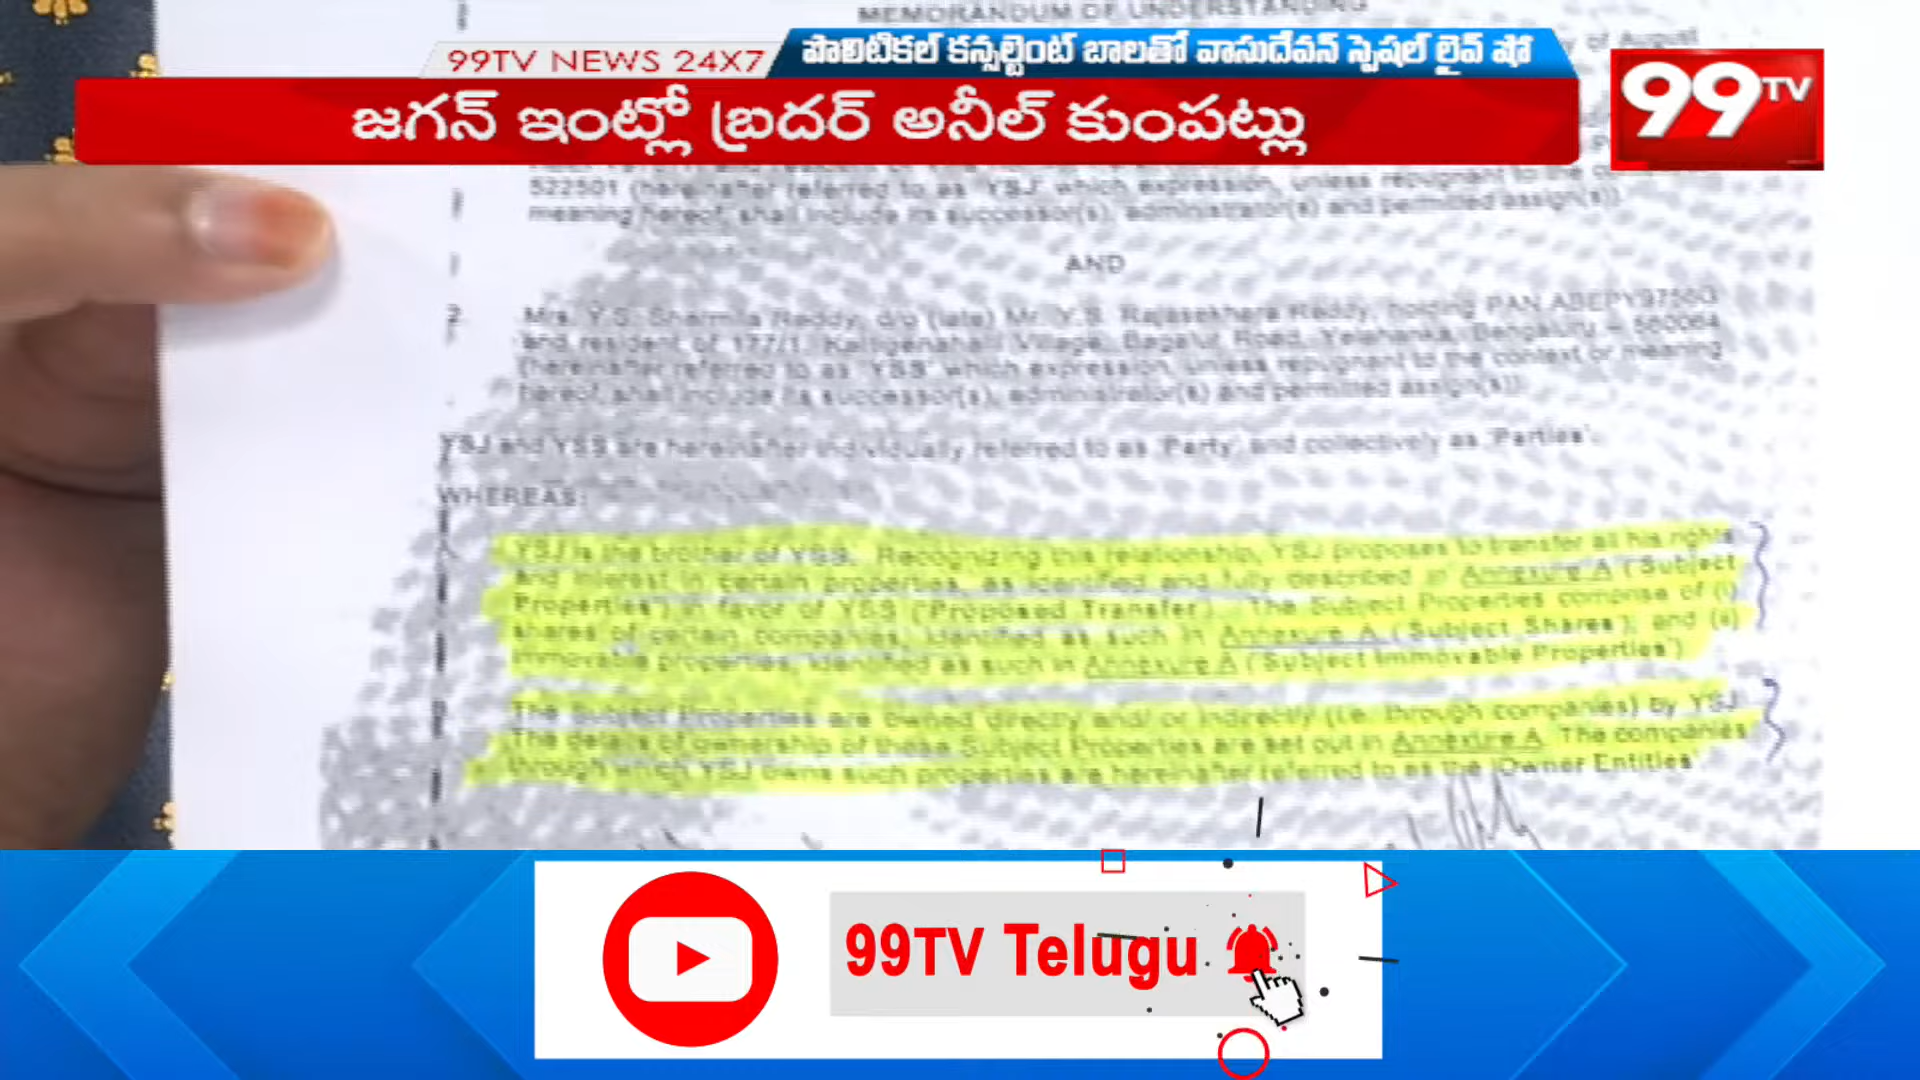 MEMORANDUM OF UNDERSTANDING
of August
99TV NEWS 24X7
పొలిటికల్ కన్సల్టెంట్ బాలతో వాసుదేవన్ స్పెషల్ లైవ్ షో
99TV
జగన్ ఇంట్లో బ్రదర్ అనీల్ కుంపట్లు
522501 (hereinafter referred to as 'YSJ' which expression, unless repugnant to the
meaning hereof, shall include its successor(s), administrator(s) and permitted assign(s))
AND
2. Mrs. Y.S. Sharmila Reddy, d/o (late) Mr. Y.S. Rajasekhara Reddy, holding PAN
and resident of 177/1, Village, Bagalur Road, Yelahanka, Bengaluru – 560064
(hereinafter referred to as 'YSS' which expression, unless repugnant to the context or meaning
hereof, shall include its successor(s), administrator(s) and permitted assign(s))
YSJ and YSS are hereinafter individually referred to as 'Party' and collectively as 'Parties'.
WHEREAS:
YSJ is the brother of YSS. Recognizing this relationship, YSJ proposes to transfer all his rights
and interest in certain properties, as identified and fully described in Annexure A ('Subject
Properties') in favor of YSS ('Proposed Transfer'). The Subject Properties comprise of (i)
shares of certain companies, identified as such in Annexure A ('Subject Shares'); and (ii)
immovable properties, identified as such in Annexure A ('Subject Immovable Properties')
The Subject Properties are owned directly and/ or indirectly (i.e. through companies) by YSJ
The details of ownership of these Subject Properties are set out in Annexure A. The companies
through which YSJ owns such properties are hereinafter referred to as the 'Owner Entities'.
99TV Telugu